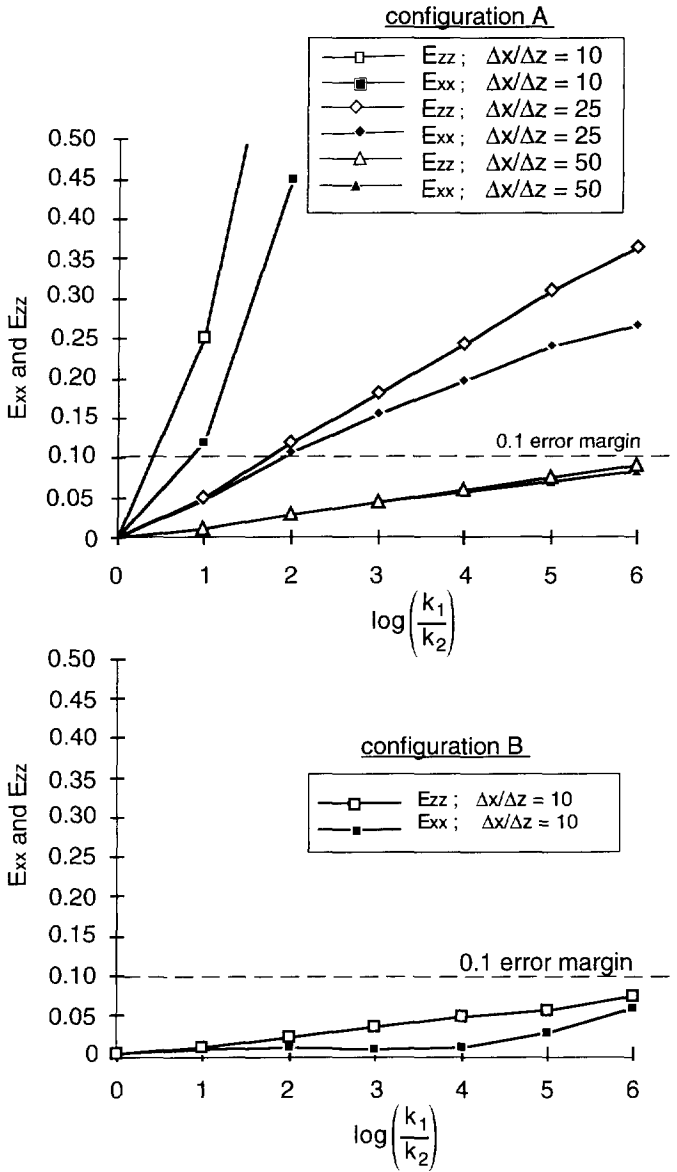 configuration A
Ezz ; Δx/Δz = 10
Exx ; Δx/Δz = 10
Ezz ; Δx/Δz = 25
Exx ; Δx/Δz = 25
Ezz ; Δx/Δz = 50
Exx ; Δx/Δz = 50
0.50
0.45
0.40
0.35
0.30
0.25
0.20
0.15
0.10
0.05
0
Exx and Ezz
0.1 error margin
0 1 2 3 4 5 6
log(k1/k2)
configuration B
Ezz ; Δx/Δz = 10
Exx ; Δx/Δz = 10
0.50
0.45
0.40
0.35
0.30
0.25
0.20
0.15
0.10
0.05
0
Exx and Ezz
0.1 error margin
0 1 2 3 4 5 6
log(k1/k2)